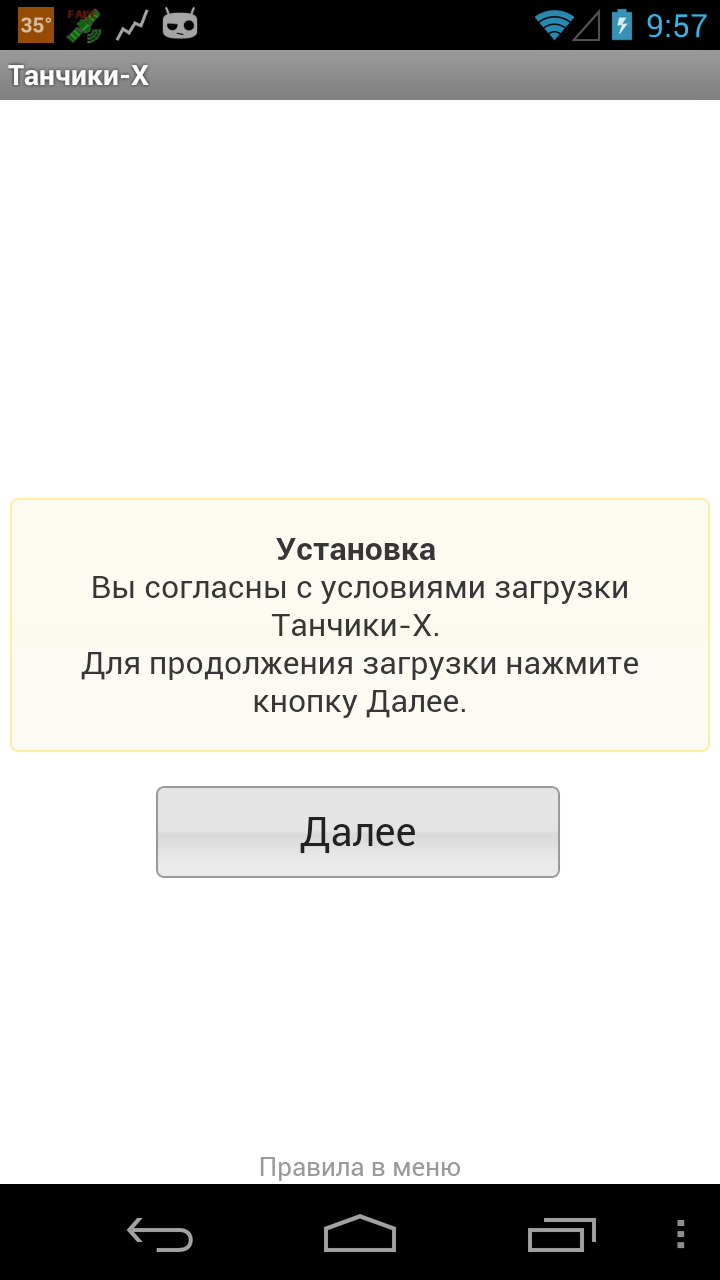 35°
FAKE
9:57
Танчики-X
Установка
Вы согласны с условиями загрузки
Танчики-X.
Для продолжения загрузки нажмите
кнопку Далее.
Далее
Правила в меню